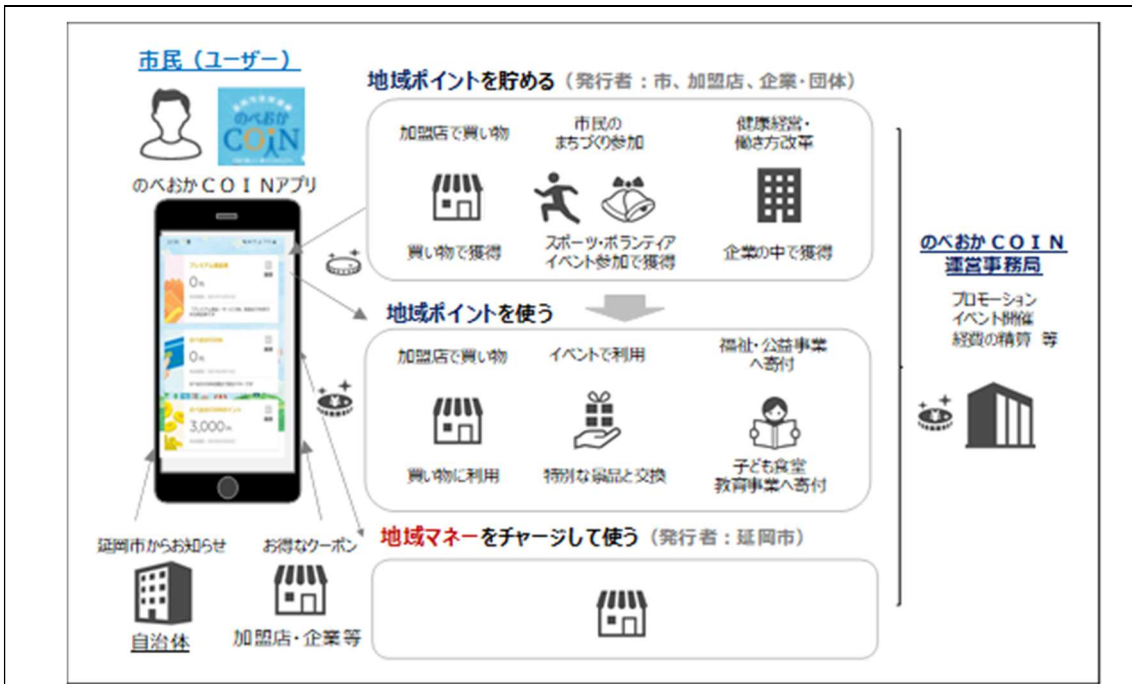 市民（ユーザー）
のべおか
COIN
のべおかＣＯＩＮアプリ
0
0
3,000
延岡市からお知らせ
自治体
お得なクーポン
加盟店・企業等
地域ポイントを貯める（発行者：市、加盟店、企業・団体）
加盟店で買い物
市民の
まちづくり参加
健康経営・
働き方改革
買い物で獲得
スポーツ・ボランティア
イベント参加で獲得
企業の中で獲得
地域ポイントを使う
加盟店で買い物
イベントで利用
福祉・公益事業
へ寄付
買い物に利用
特別な景品と交換
子ども食堂
教育事業へ寄付
地域マネーをチャージして使う（発行者：延岡市）
のべおかＣＯＩＮ
運営事務局
プロモーション
イベント開催
経費の精算 等